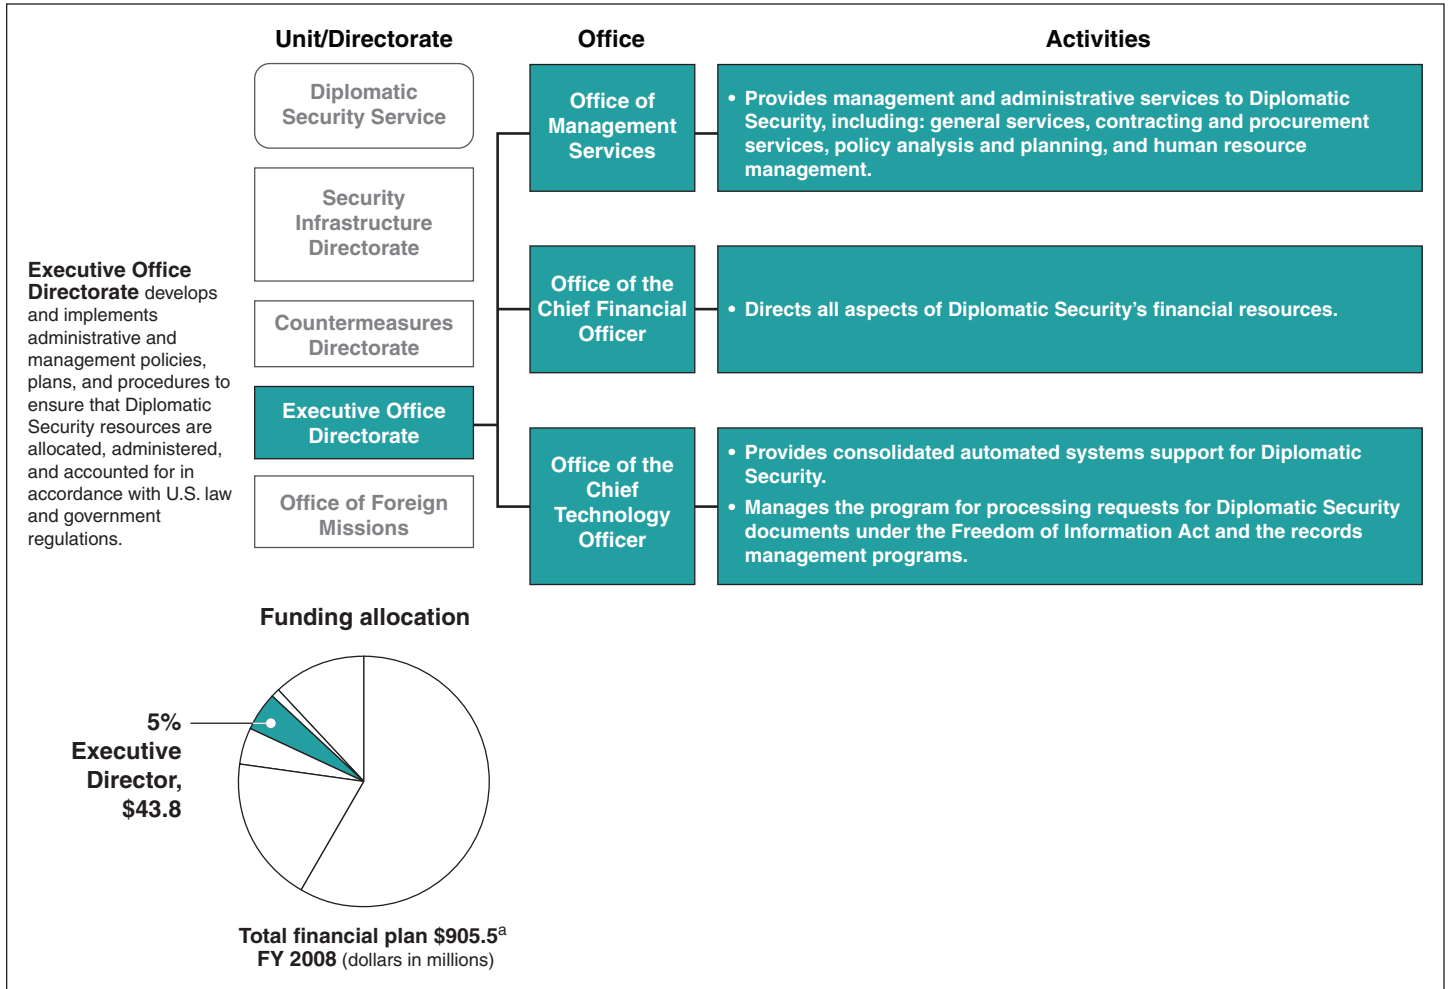 Unit/Directorate
Office
Activities
Diplomatic
Security Service
Security
Infrastructure
Directorate
Countermeasures
Directorate
Executive Office
Directorate
Office of Foreign
Missions
Executive Office
Directorate develops
and implements
administrative and
management policies,
plans, and procedures to
ensure that Diplomatic
Security resources are
allocated, administered,
and accounted for in
accordance with U.S. law
and government
regulations.
Office of
Management
Services
• Provides management and administrative services to Diplomatic
Security, including: general services, contracting and procurement
services, policy analysis and planning, and human resource
management.
Office of the
Chief Financial
Officer
• Directs all aspects of Diplomatic Security’s financial resources.
Office of the
Chief
Technology
Officer
• Provides consolidated automated systems support for Diplomatic
Security.
• Manages the program for processing requests for Diplomatic Security
documents under the Freedom of Information Act and the records
management programs.
Funding allocation
5%
Executive
Director,
$43.8
Total financial plan $905.5a
FY 2008 (dollars in millions)